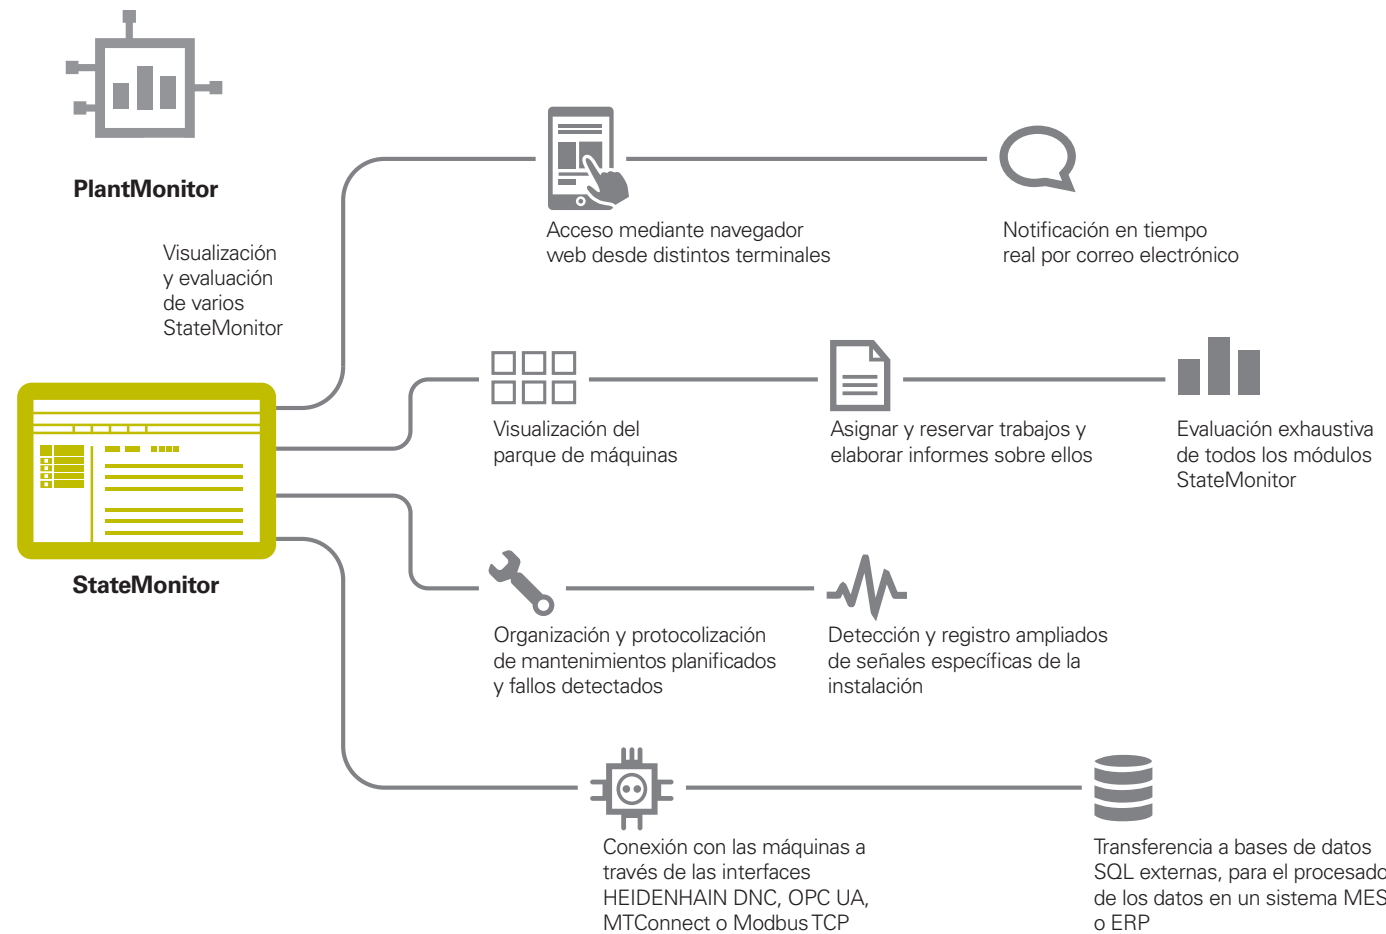 PlantMonitor
Visualización
y evaluación
de varios
StateMonitor
StateMonitor
Acceso mediante navegador
web desde distintos terminales
Notificación en tiempo
real por correo electrónico
Visualización del
parque de máquinas
Asignar y reservar trabajos y
elaborar informes sobre ellos
Evaluación exhaustiva
de todos los módulos
StateMonitor
Organización y protocolización
de mantenimientos planificados
y fallos detectados
Detección y registro ampliados
de señales específicas de la
instalación
Conexión con las máquinas a
través de las interfaces
HEIDENHAIN DNC, OPC UA,
MTConnect o Modbus TCP
Transferencia a bases de datos
SQL externas, para el procesado
de los datos en un sistema MES
o ERP